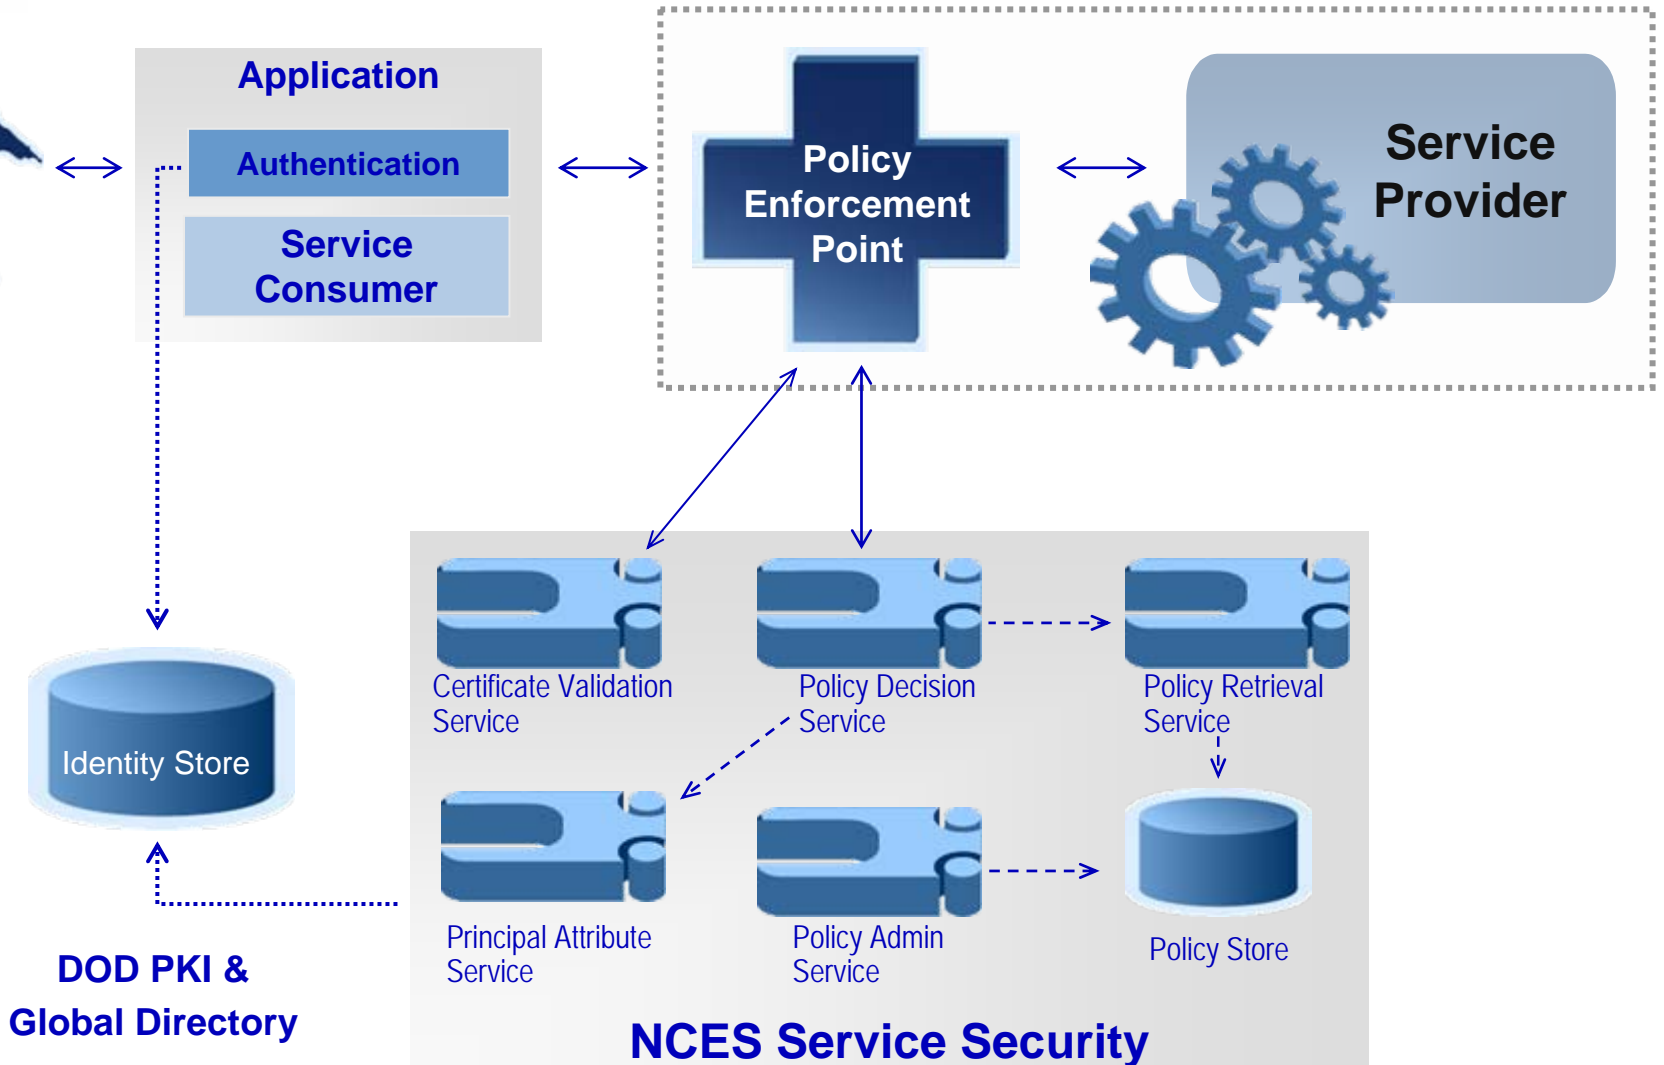 Application
Authentication
Service
Consumer
Policy
Enforcement
Point
Service
Provider
Identity Store
DOD PKI &
Global Directory
Certificate Validation
Service
Policy Decision
Service
Policy Retrieval
Service
Principal Attribute
Service
Policy Admin
Service
Policy Store
NCES Service Security